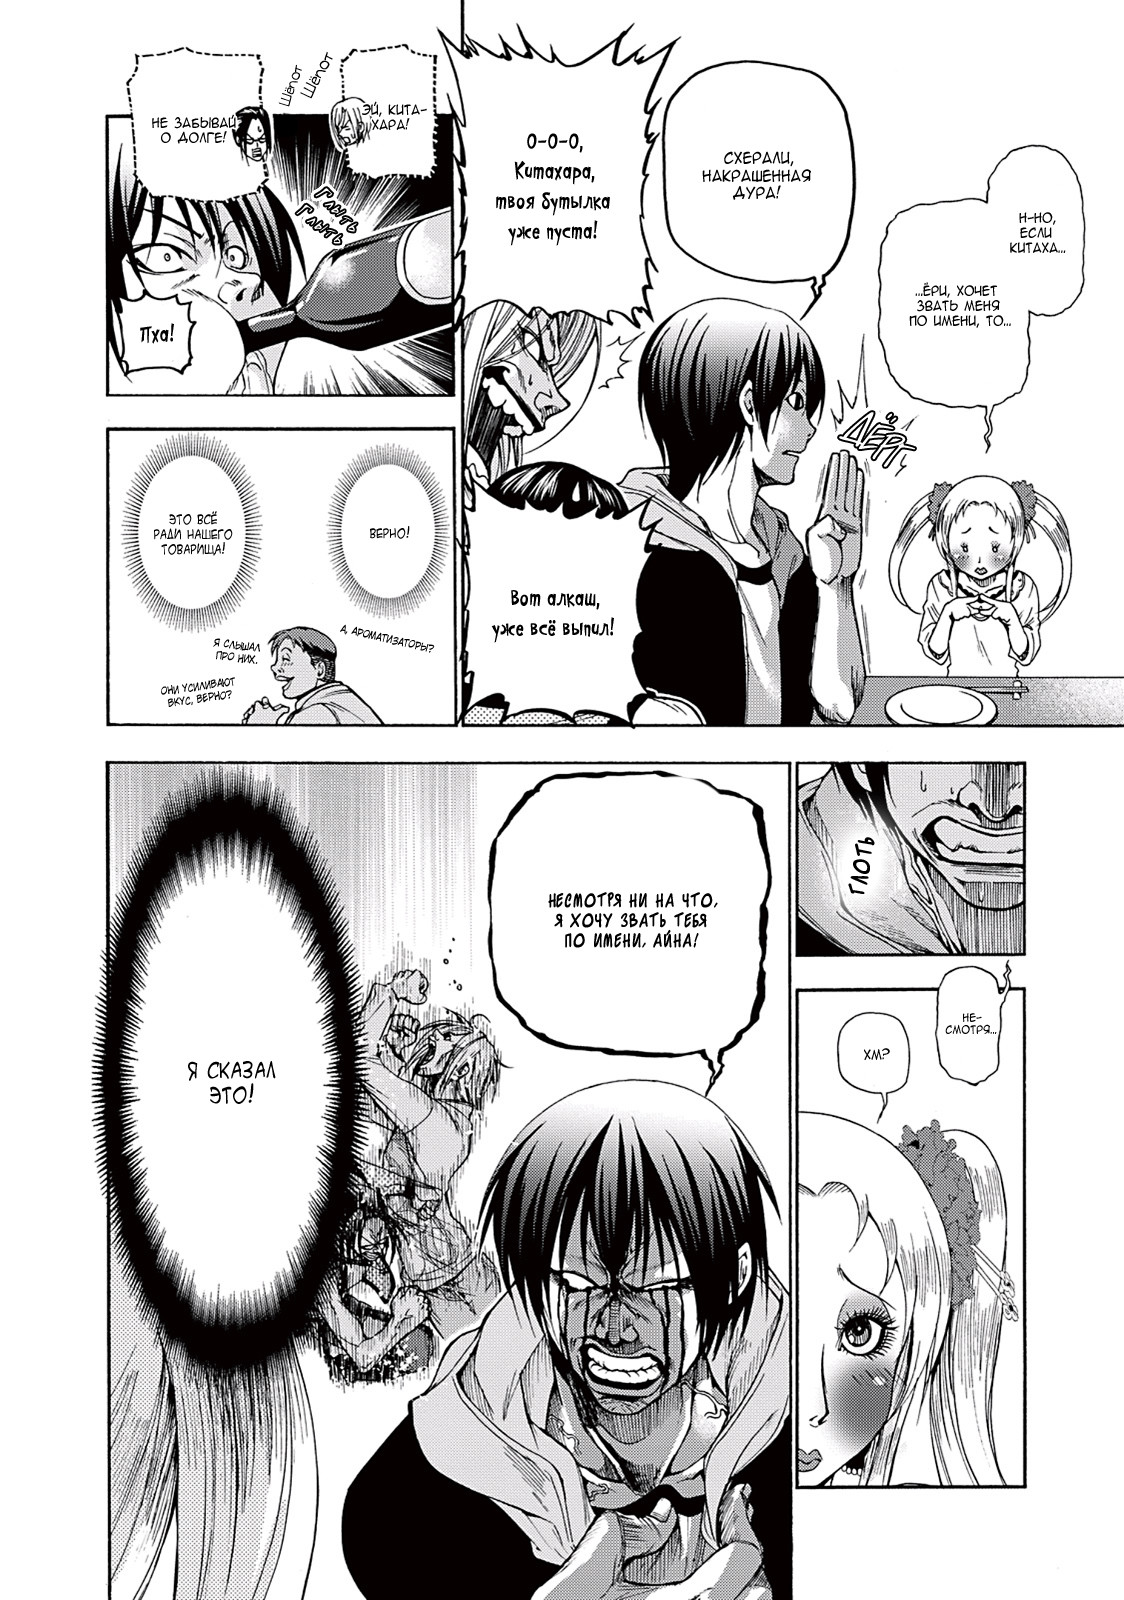 Н-НО,
ЕСЛИ
КИТАХА...
...ЁРИ, ХОЧЕТ
ЗВАТЬ МЕНЯ
ПО ИМЕНИ, ТО...
СХЕРАЛИ,
НАКРАШЕННАЯ
ДУРА!
ДЁРГ
О-О-О,
Китахара,
твоя бутылка
уже пуста!
Вот алкаш,
уже всё выпил!
ЭЙ, КИТА-
ХАРА!
Шёпот
Шёпот
НЕ ЗАБЫВАЙ
О ДОЛГЕ!
Глыть
Глыть
Пха!
ВЕРНО!
ЭТО ВСЁ
РАДИ НАШЕГО
ТОВАРИЩА!
А, АРОМАТИЗАТОРЫ?
Я СЛЫШАЛ
ПРО НИХ.
ОНИ УСИЛИВАЮТ
ВКУС, ВЕРНО?
ГЛОТЬ
НЕ-
СМОТРЯ...
ХМ?
НЕСМОТРЯ НИ НА ЧТО,
Я ХОЧУ ЗВАТЬ ТЕБЯ
ПО ИМЕНИ, АЙНА!
Я СКАЗАЛ
ЭТО!